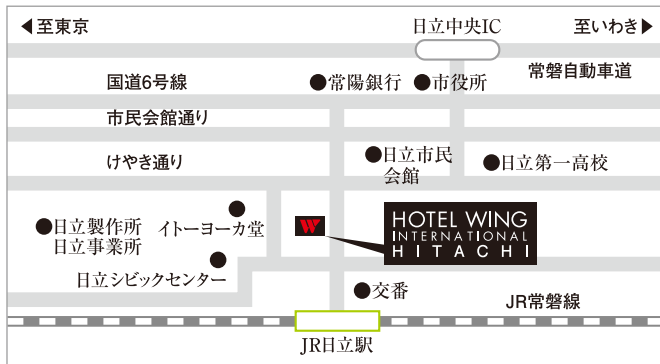 ◀至東京
日立中央IC
至いわき▶
常磐自動車道
国道6号線
●常陽銀行
●市役所
市民会館通り
けやき通り
●日立市民
会館
●日立第一高校
●日立製作所
日立事業所
イトーヨーカ堂
W
HOTEL WING
INTERNATIONAL
HITACHI
日立シビックセンター
●交番
JR常磐線
JR日立駅